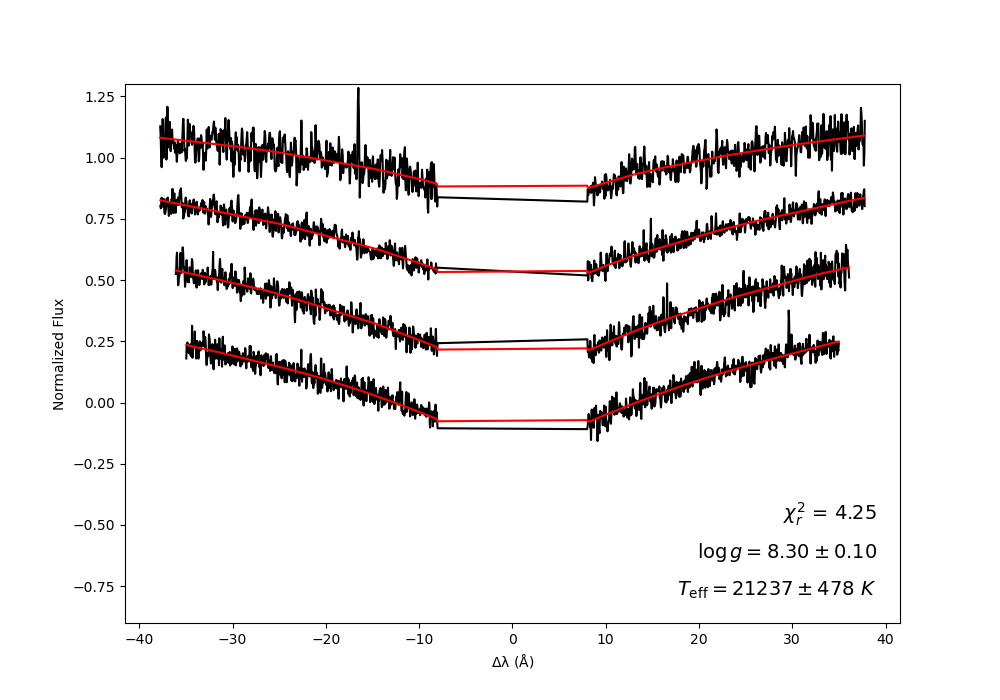 1.25
1.00
0.75
0.50
0.25
0.00
−0.25
−0.50
−0.75
Normalized Flux
χ²ᵣ = 4.25
log g = 8.30 ± 0.10
T_eff = 21237 ± 478 K
−40 −30 −20 −10 0 10 20 30 40
Δλ (Å)